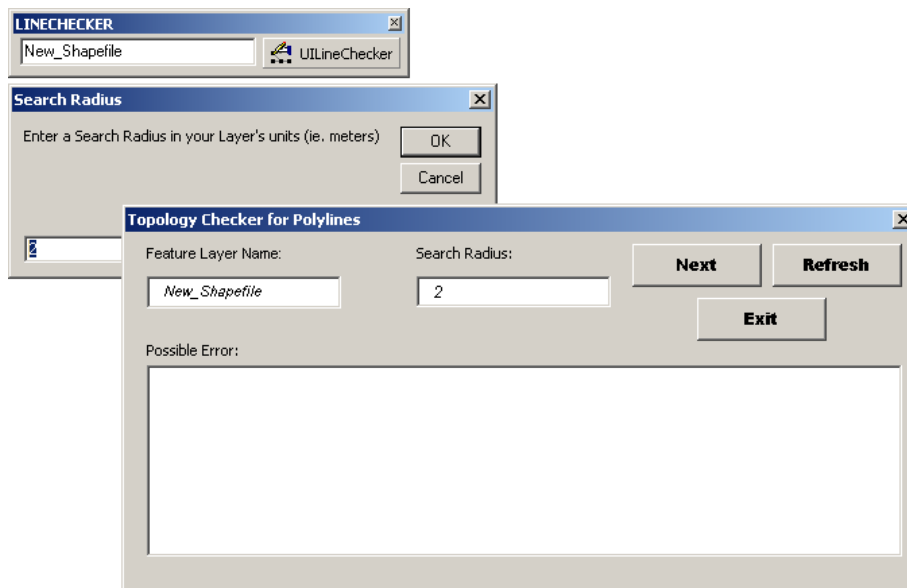 LINECHECKER
New_Shapefile UILineChecker
Search Radius
Enter a Search Radius in your Layer's units (ie. meters) OK
Cancel
2
Topology Checker for Polylines
Feature Layer Name: Search Radius: Next Refresh
New_Shapefile 2
Exit
Possible Error: